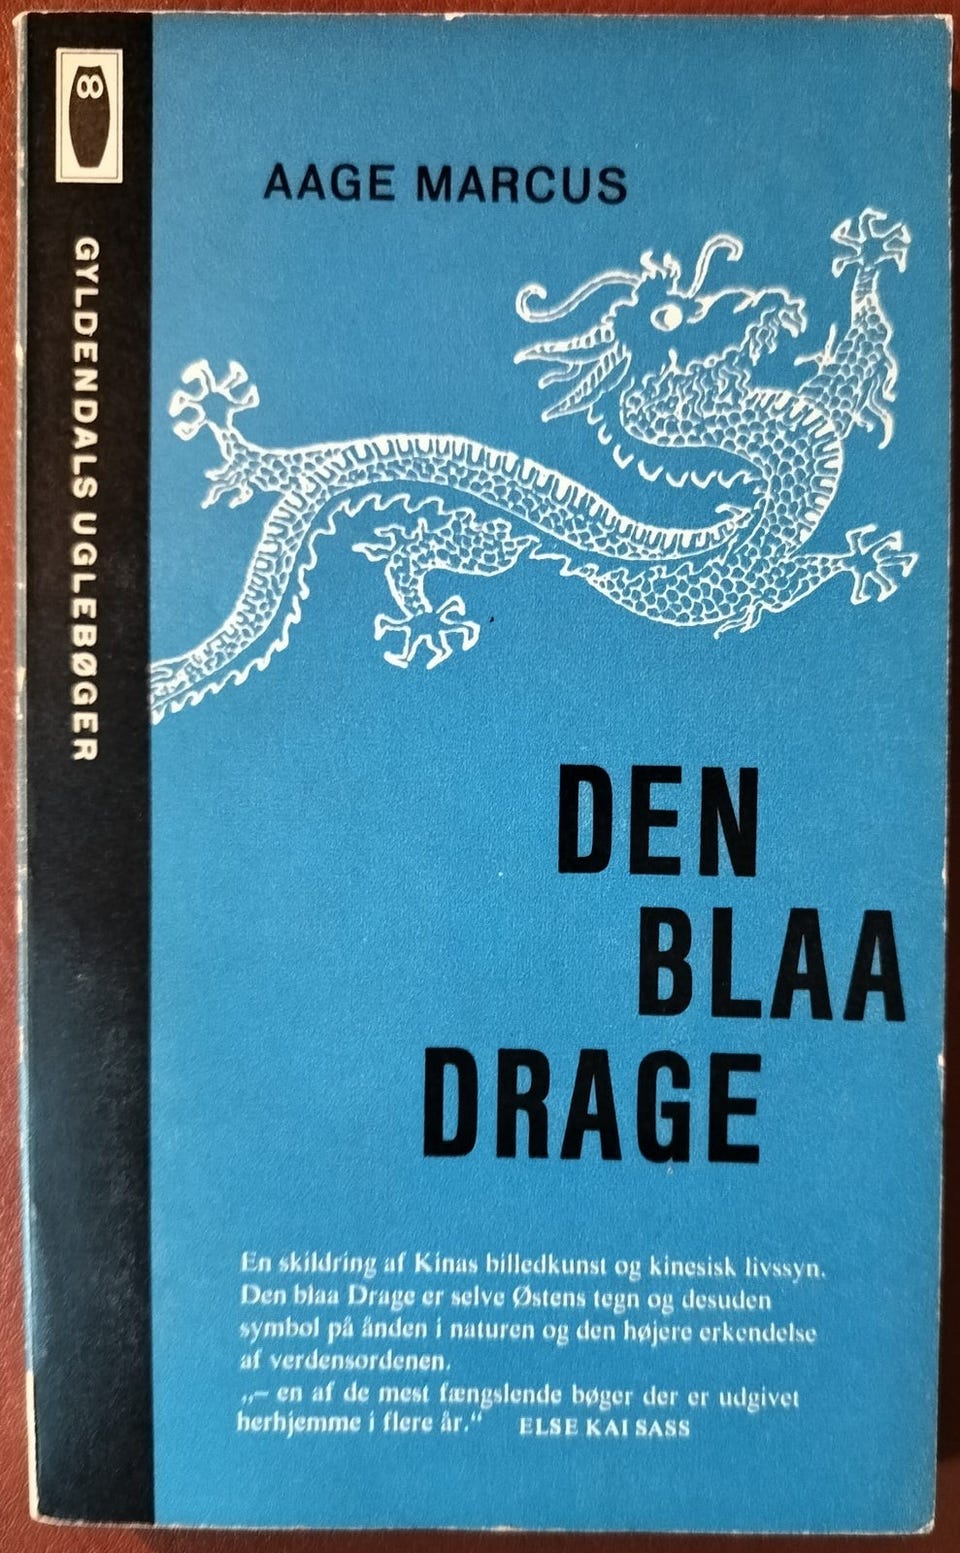 8
GYLDENDALS UGLEBØGER
AAGE MARCUS
DEN
BLAA
DRAGE
En skildring af Kinas billedkunst og kinesisk livssyn.
Den blaa Drage er selve Østens tegn og desuden
symbol på ånden i naturen og den højere erkendelse
af verdensordenen.
„– en af de mest fængslende bøger der er udgivet
herhjemme i flere år.“ ELSE KAI SASS